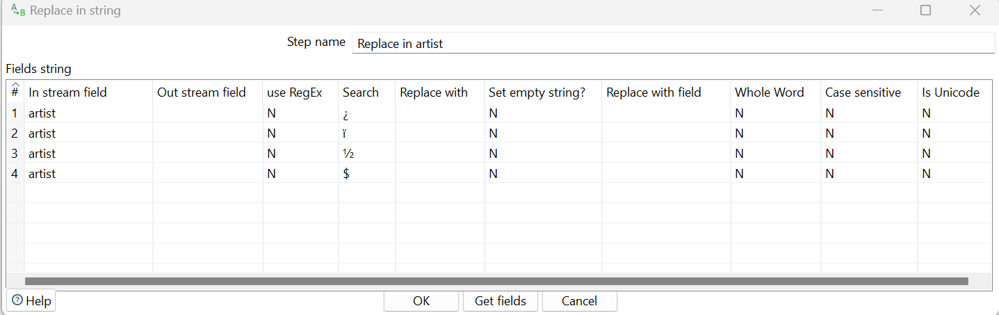 Replace in string
Step name Replace in artist
Fields string
# In stream field Out stream field use RegEx Search Replace with Set empty string? Replace with field Whole Word Case sensitive Is Unicode
1 artist N ¿ N N N N
2 artist N ï N N N N
3 artist N ½ N N N N
4 artist N $ N N N N
Help OK Get fields Cancel